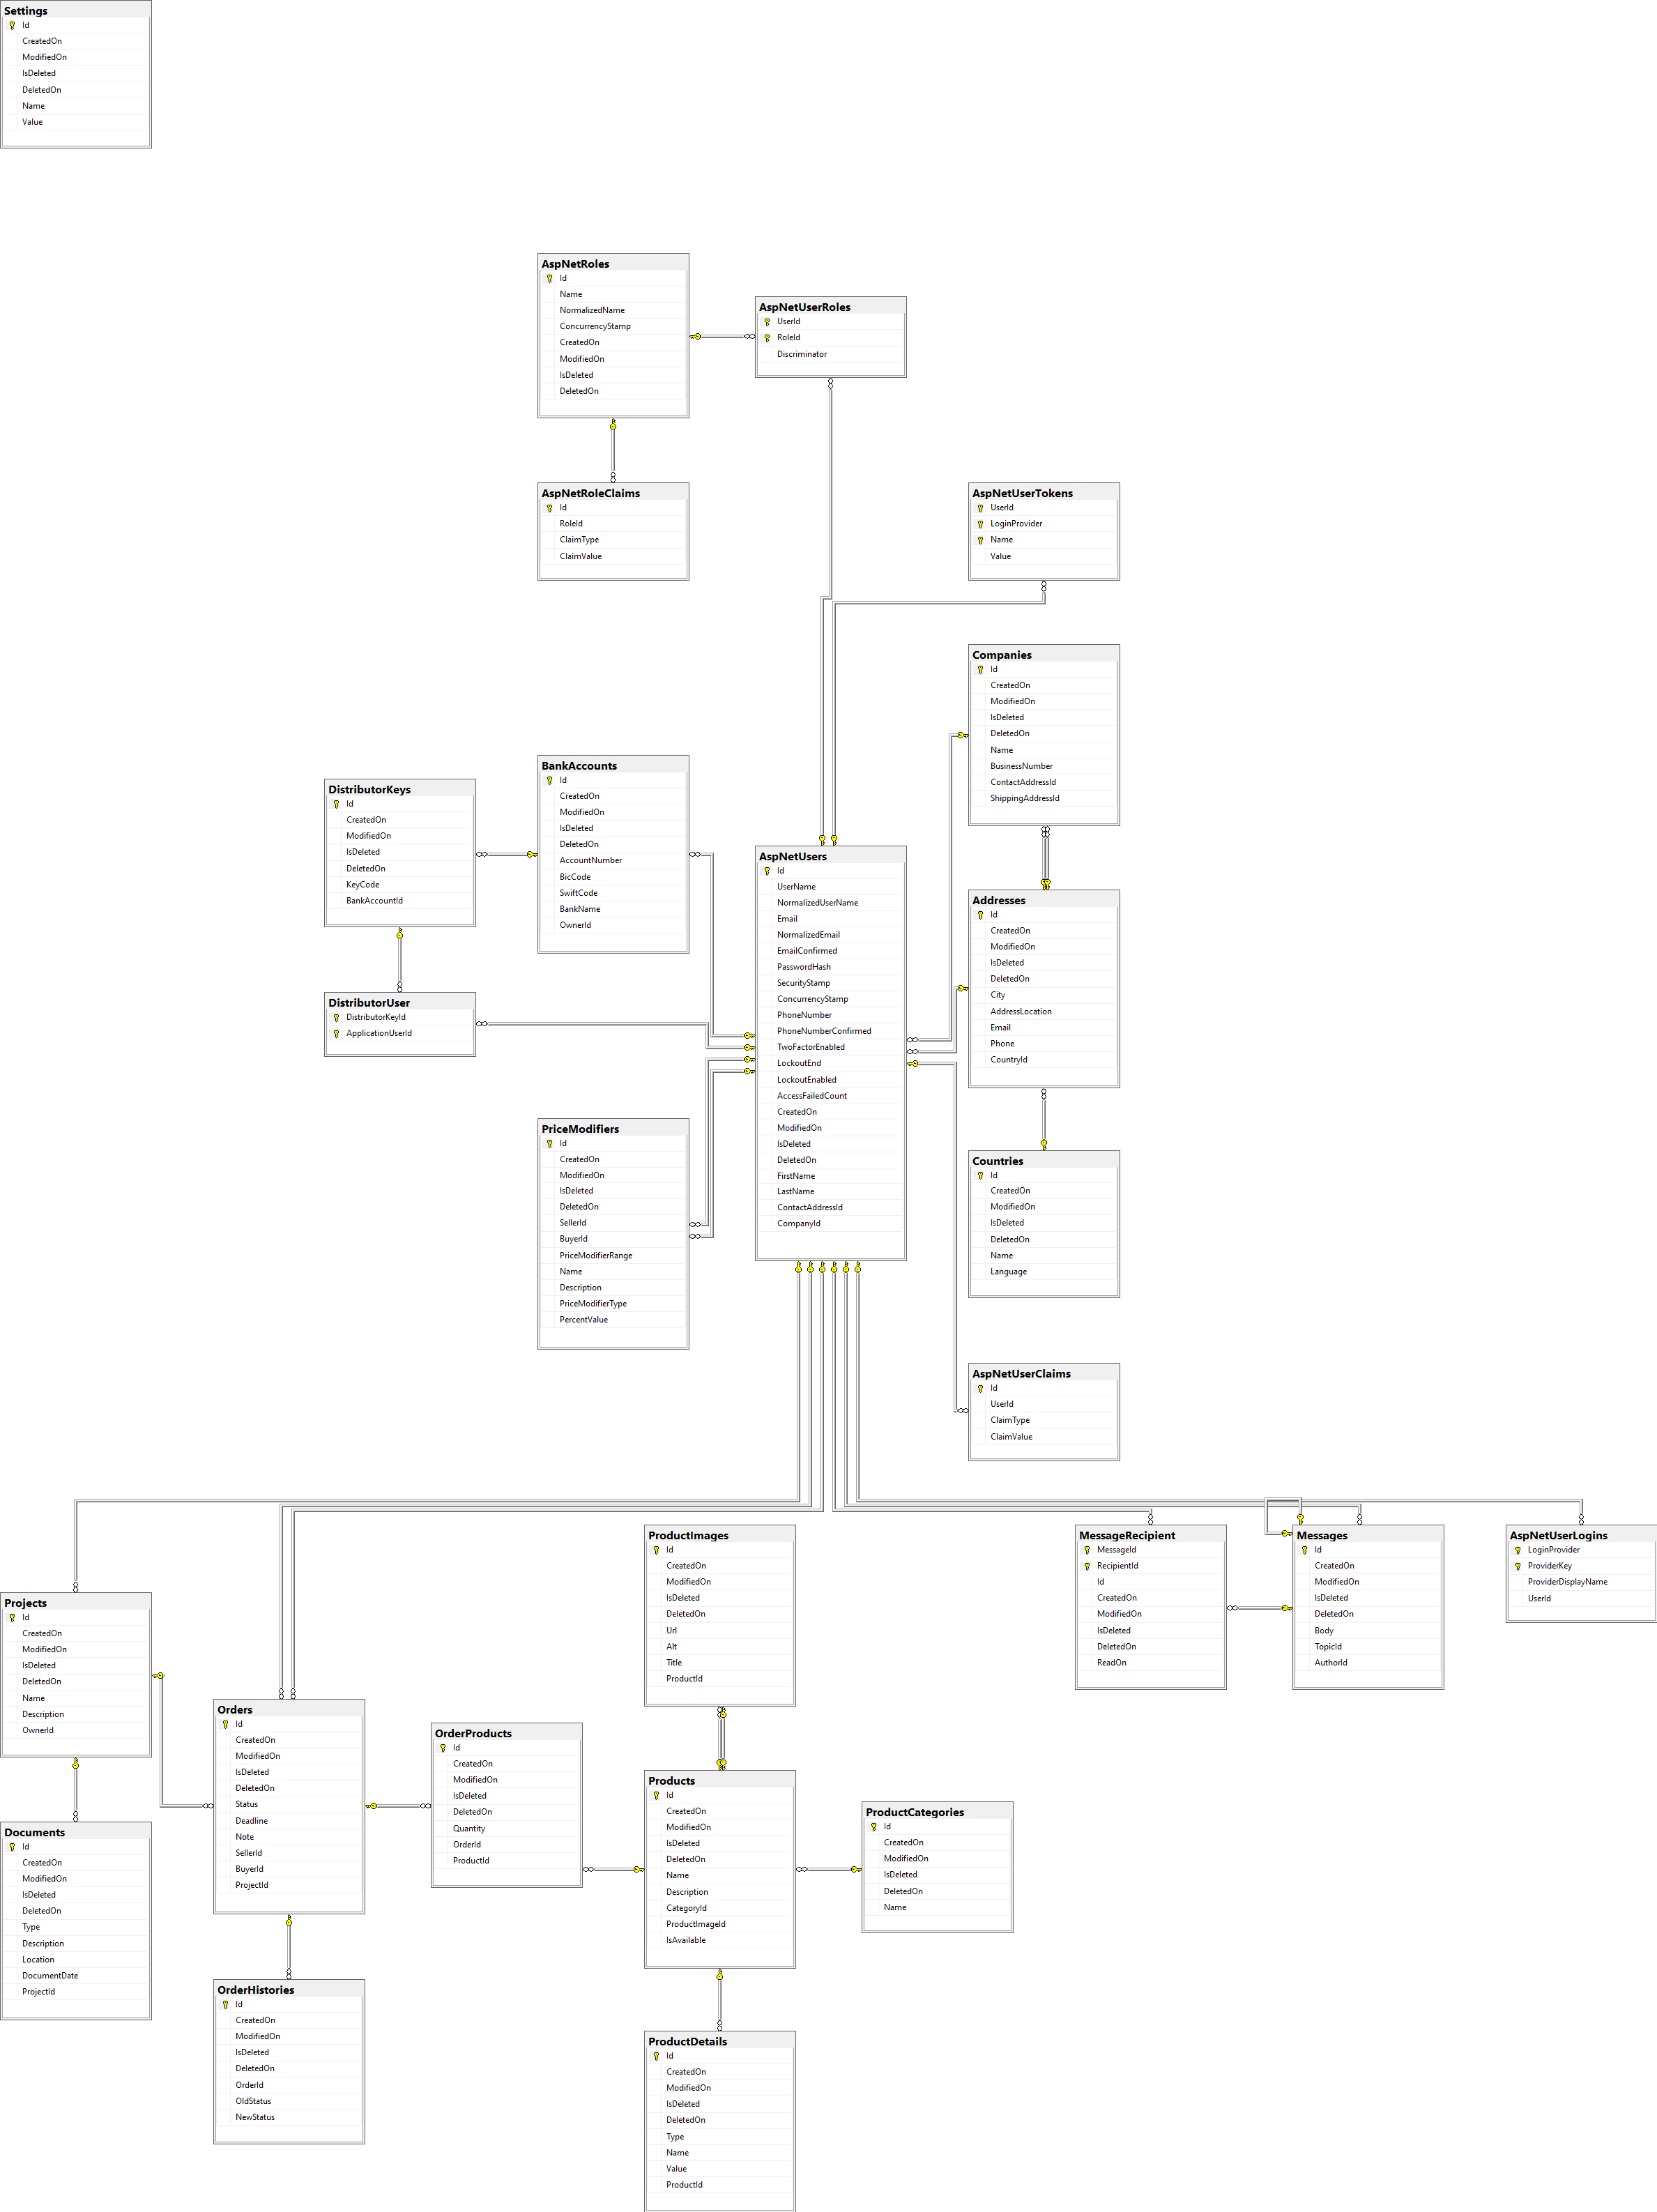 Settings
Id
CreatedOn
ModifiedOn
IsDeleted
DeletedOn
Name
Value
AspNetRoles
Id
Name
NormalizedName
ConcurrencyStamp
CreatedOn
ModifiedOn
IsDeleted
DeletedOn
AspNetUserRoles
UserId
RoleId
Discriminator
AspNetRoleClaims
Id
RoleId
ClaimType
ClaimValue
AspNetUserTokens
UserId
LoginProvider
Name
Value
Companies
Id
CreatedOn
ModifiedOn
IsDeleted
DeletedOn
Name
BusinessNumber
ContactAddressId
ShippingAddressId
BankAccounts
Id
CreatedOn
ModifiedOn
IsDeleted
DeletedOn
AccountNumber
BicCode
SwiftCode
BankName
OwnerId
DistributorKeys
Id
CreatedOn
ModifiedOn
IsDeleted
DeletedOn
KeyCode
BankAccountId
AspNetUsers
Id
UserName
NormalizedUserName
Email
NormalizedEmail
EmailConfirmed
PasswordHash
SecurityStamp
ConcurrencyStamp
PhoneNumber
PhoneNumberConfirmed
TwoFactorEnabled
LockoutEnd
LockoutEnabled
AccessFailedCount
CreatedOn
ModifiedOn
IsDeleted
DeletedOn
FirstName
LastName
ContactAddressId
CompanyId
Addresses
Id
CreatedOn
ModifiedOn
IsDeleted
DeletedOn
City
AddressLocation
Email
Phone
CountryId
DistributorUser
DistributorKeyId
ApplicationUserId
PriceModifiers
Id
CreatedOn
ModifiedOn
IsDeleted
DeletedOn
SellerId
BuyerId
PriceModifierRange
Name
Description
PriceModifierType
PercentValue
Countries
Id
CreatedOn
ModifiedOn
IsDeleted
DeletedOn
Name
Language
AspNetUserClaims
Id
UserId
ClaimType
ClaimValue
ProductImages
Id
CreatedOn
ModifiedOn
IsDeleted
DeletedOn
Url
Alt
Title
ProductId
MessageRecipient
MessageId
RecipientId
Id
CreatedOn
ModifiedOn
IsDeleted
DeletedOn
ReadOn
Messages
Id
CreatedOn
ModifiedOn
IsDeleted
DeletedOn
Body
TopicId
AuthorId
AspNetUserLogins
LoginProvider
ProviderKey
ProviderDisplayName
UserId
Projects
Id
CreatedOn
ModifiedOn
IsDeleted
DeletedOn
Name
Description
OwnerId
Orders
Id
CreatedOn
ModifiedOn
IsDeleted
DeletedOn
Status
Deadline
Note
SellerId
BuyerId
ProjectId
OrderProducts
Id
CreatedOn
ModifiedOn
IsDeleted
DeletedOn
Quantity
OrderId
ProductId
Products
Id
CreatedOn
ModifiedOn
IsDeleted
DeletedOn
Name
Description
CategoryId
ProductImageId
IsAvailable
ProductCategories
Id
CreatedOn
ModifiedOn
IsDeleted
DeletedOn
Name
Documents
Id
CreatedOn
ModifiedOn
IsDeleted
DeletedOn
Type
Description
Location
DocumentDate
ProjectId
OrderHistories
Id
CreatedOn
ModifiedOn
IsDeleted
DeletedOn
OrderId
OldStatus
NewStatus
ProductDetails
Id
CreatedOn
ModifiedOn
IsDeleted
DeletedOn
Type
Name
Value
ProductId